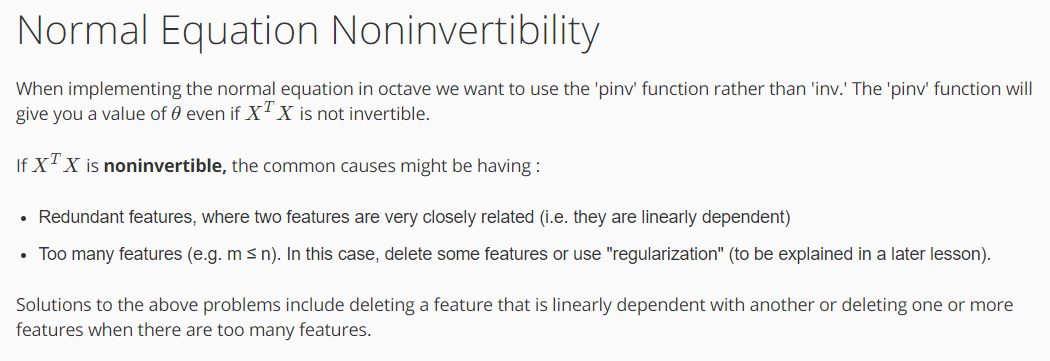 Normal Equation Noninvertibility
When implementing the normal equation in octave we want to use the 'pinv' function rather than 'inv.' The 'pinv' function will
give you a value of θ even if X^T X is not invertible.
If X^T X is noninvertible, the common causes might be having :
• Redundant features, where two features are very closely related (i.e. they are linearly dependent)
• Too many features (e.g. m ≤ n). In this case, delete some features or use "regularization" (to be explained in a later lesson).
Solutions to the above problems include deleting a feature that is linearly dependent with another or deleting one or more
features when there are too many features.